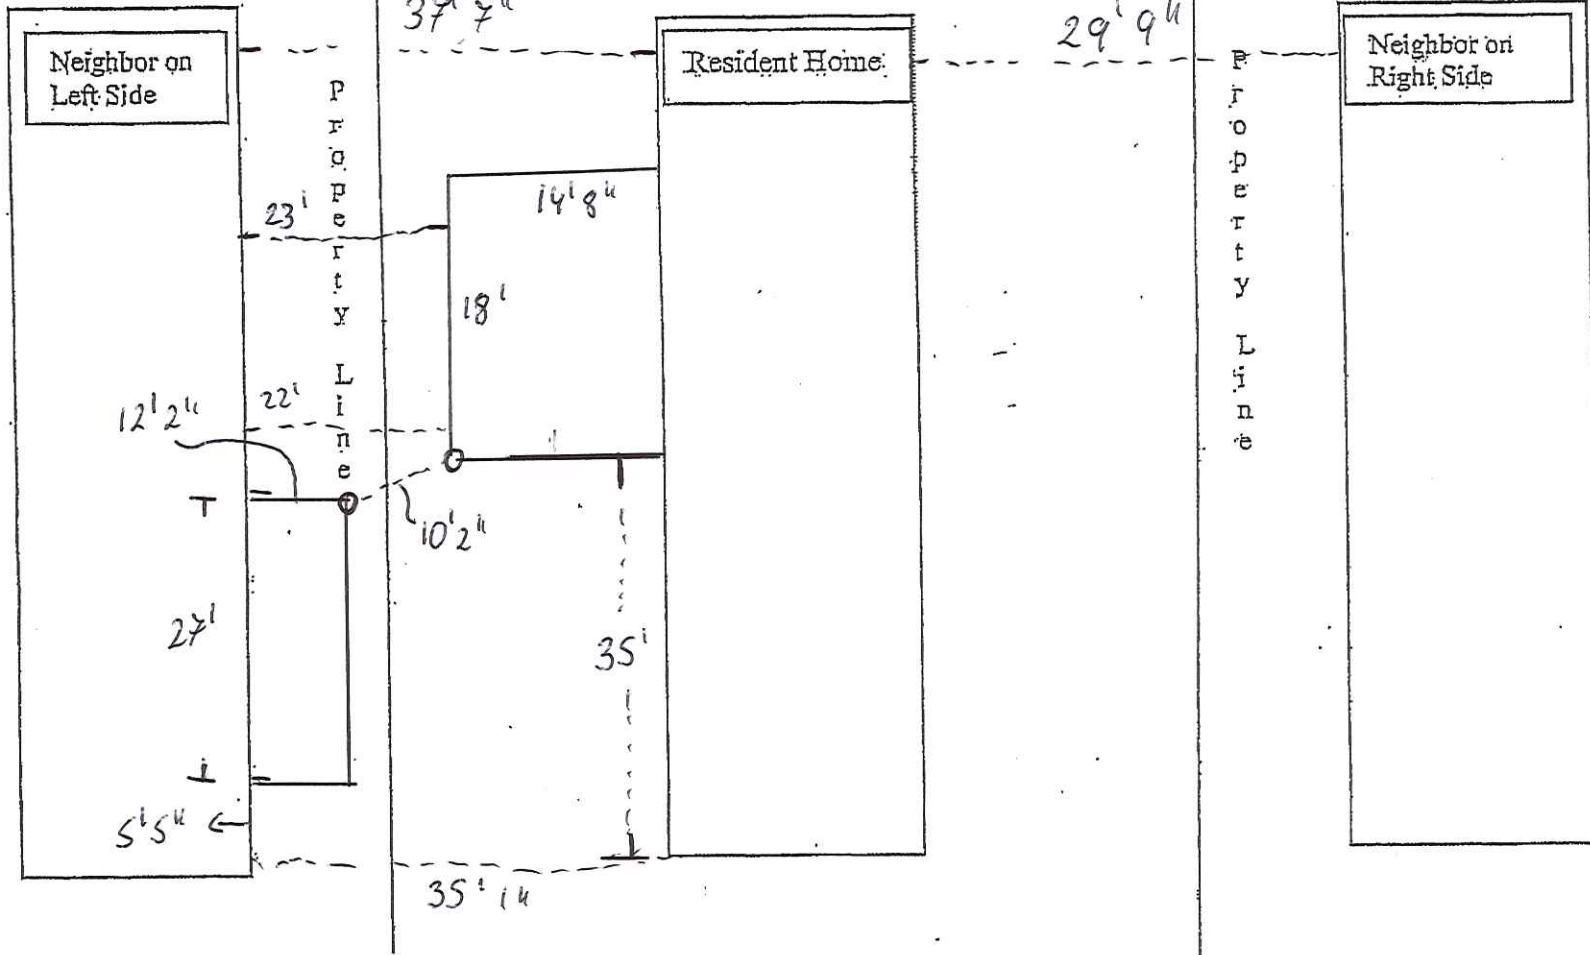 37' 7"
29' 9"
Neighbor on
Left Side
Resident Home
Neighbor on
Right Side
Property Line
Property Line
14' 8"
23'
18'
22'
12' 2"
10' 2"
27'
35'
5' 5"
35' 1"